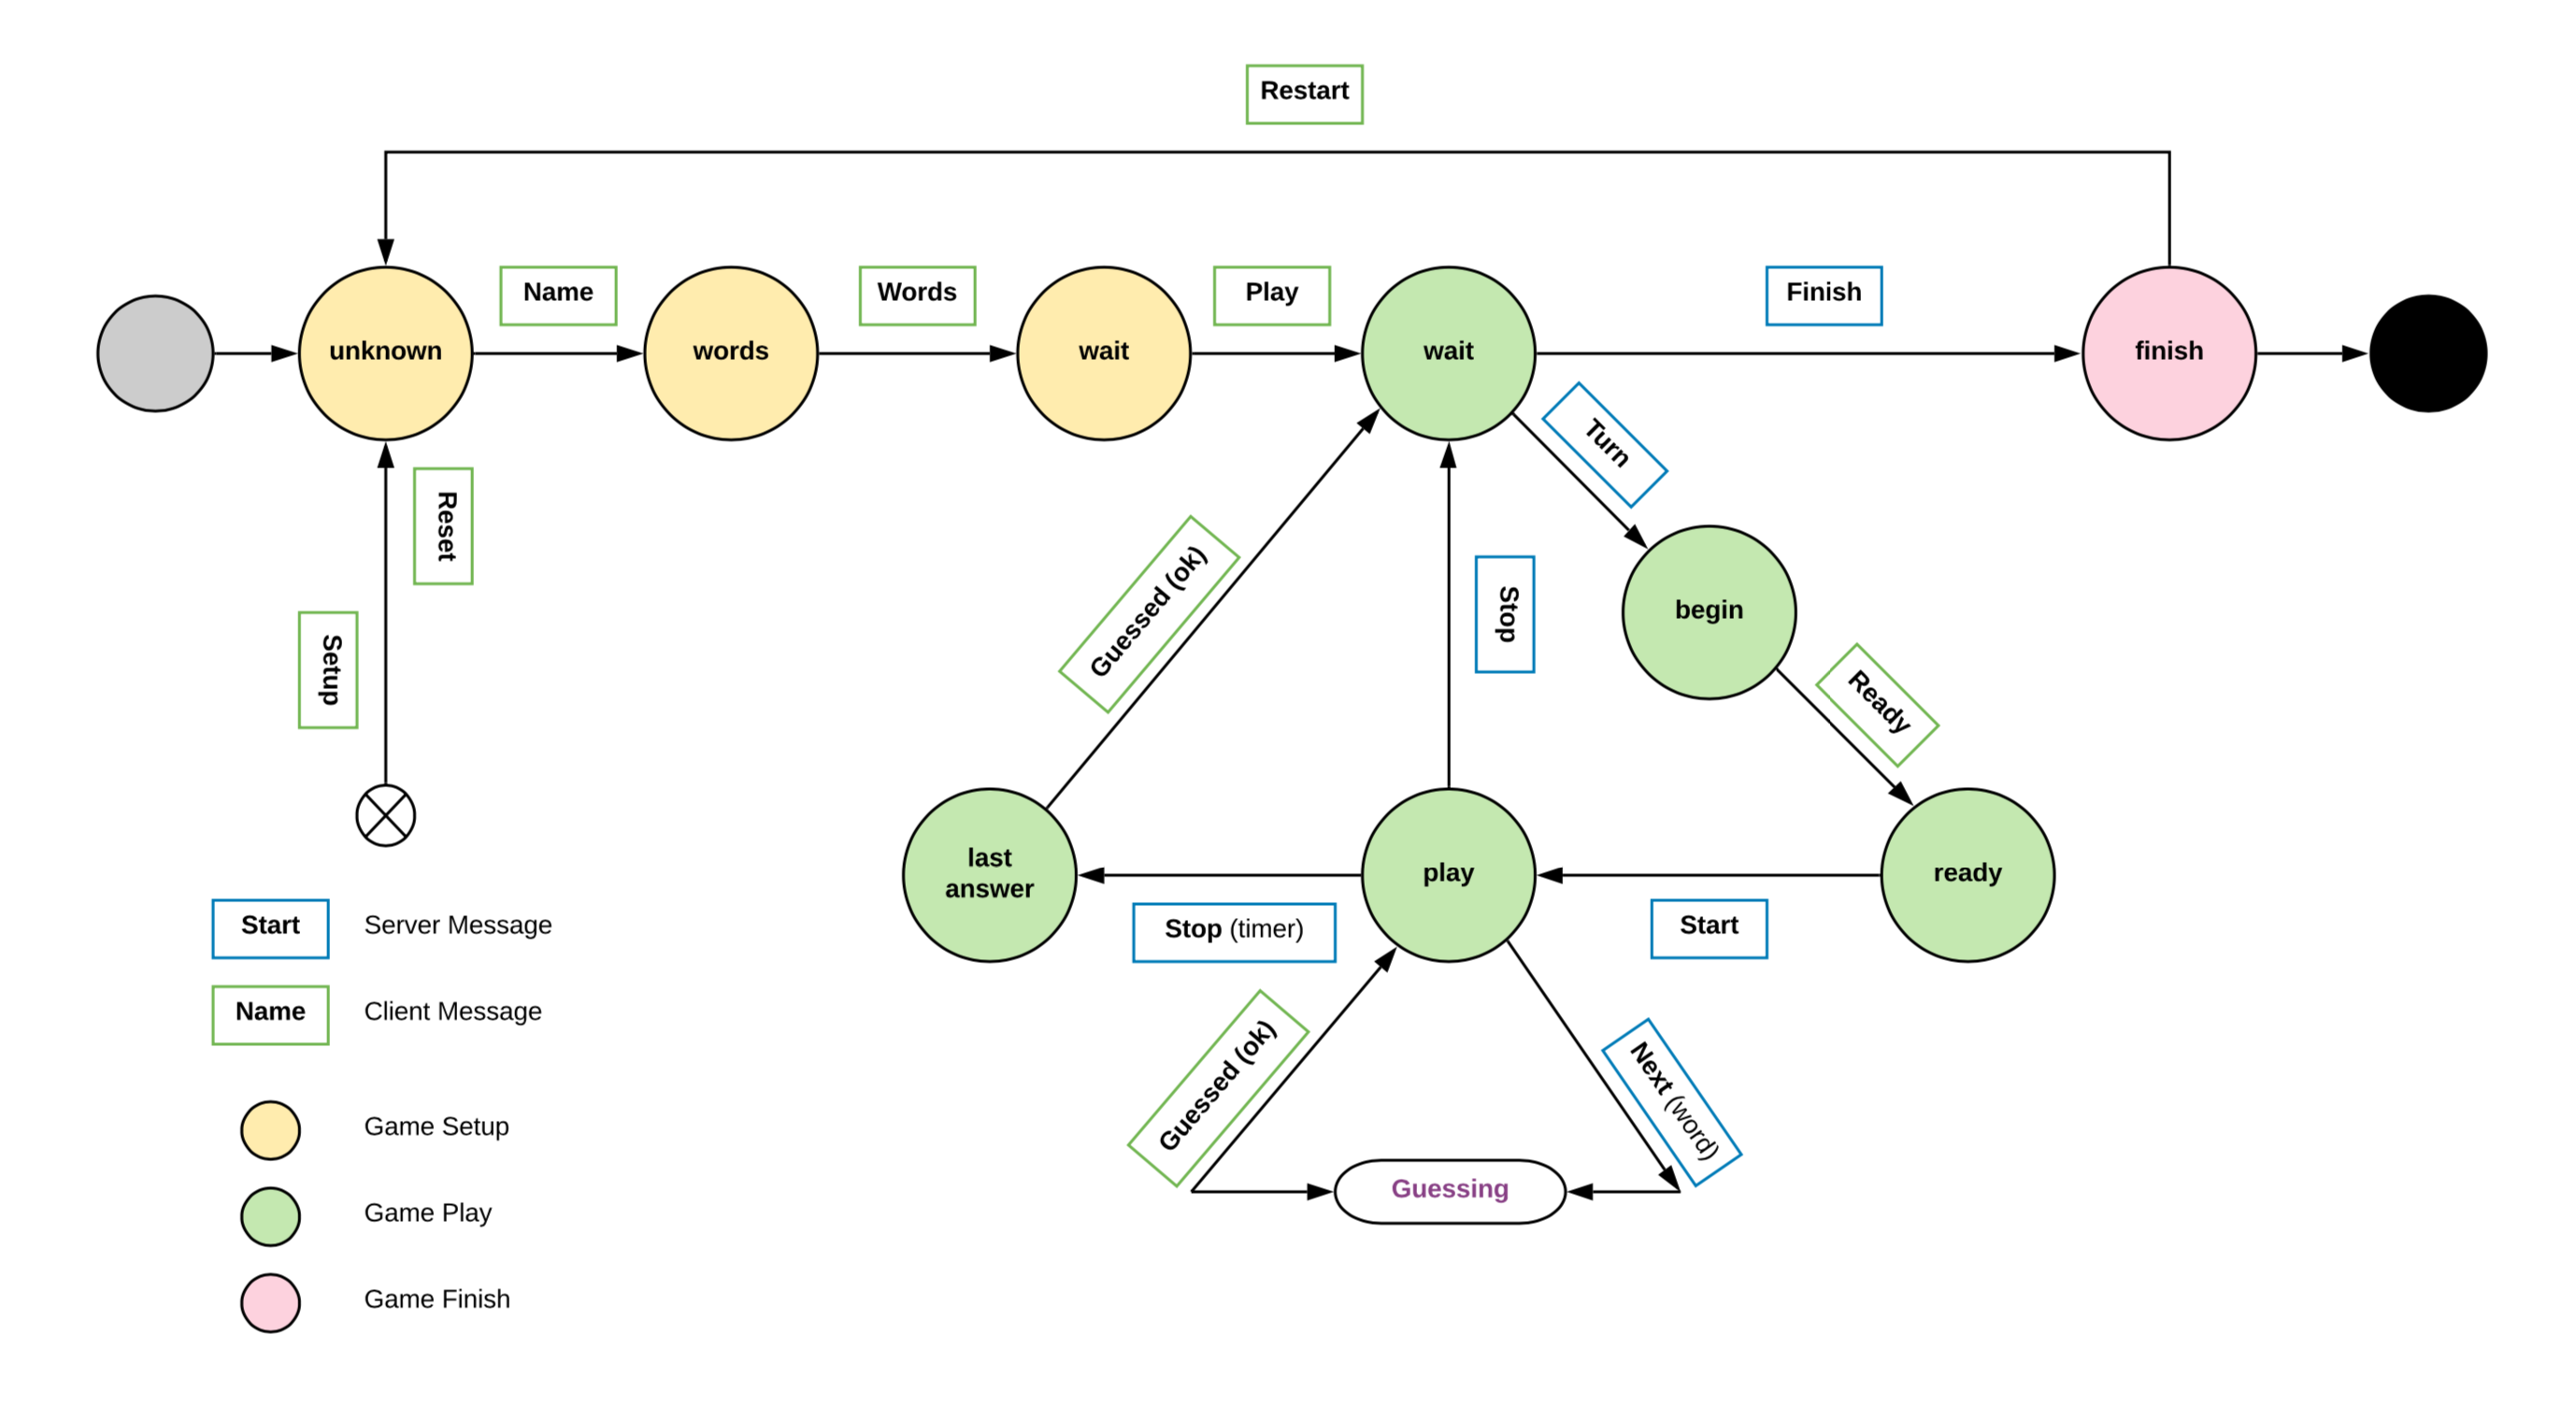 Restart
Name
Words
Play
Finish
unknown
words
wait
wait
finish
Turn
Reset
Guessed (ok)
Stop
begin
Setup
Ready
last
answer
play
ready
Start
Server Message
Stop (timer)
Start
Name
Client Message
Guessed (ok)
Next (word)
Game Setup
Guessing
Game Play
Game Finish